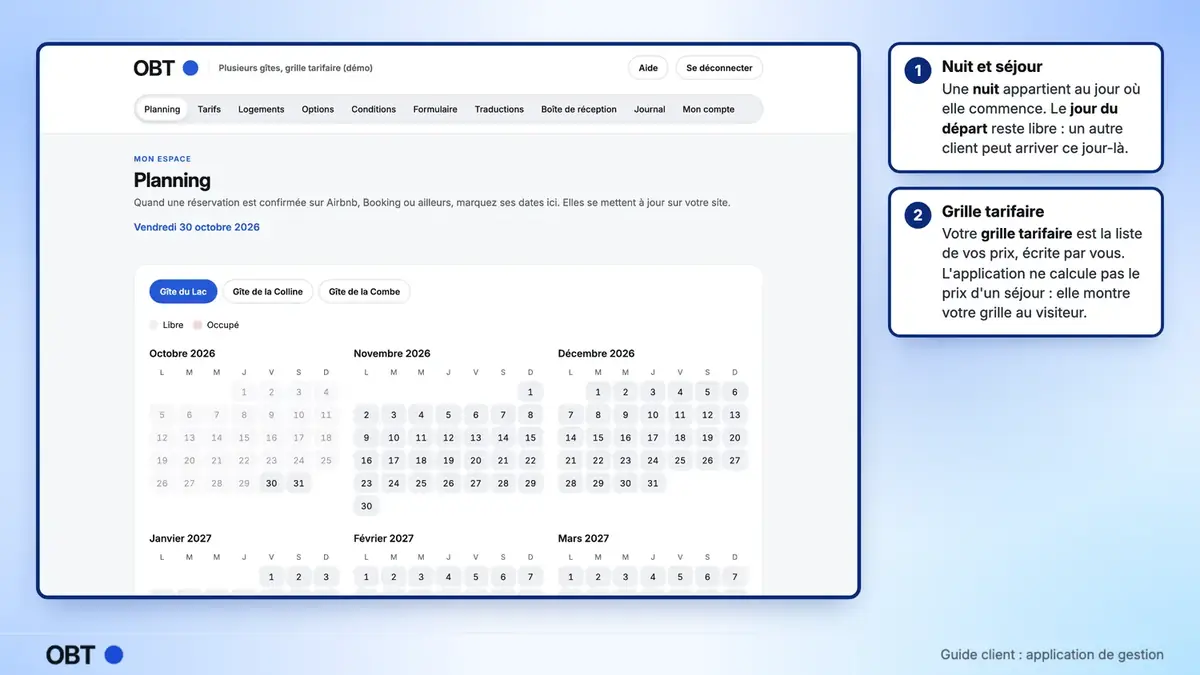 OBT
Plusieurs gîtes, grille tarifaire (démo)
Aide
Se déconnecter
Planning
Tarifs
Logements
Options
Conditions
Formulaire
Traductions
Boîte de réception
Journal
Mon compte
MON ESPACE
Planning
Quand une réservation est confirmée sur Airbnb, Booking ou ailleurs, marquez ses dates ici. Elles se mettent à jour sur votre site.
Vendredi 30 octobre 2026
Gîte du Lac
Gîte de la Colline
Gîte de la Combe
Libre
Occupé
Octobre 2026
L M M J V S D
1 2 3 4
5 6 7 8 9 10 11
12 13 14 15 16 17 18
19 20 21 22 23 24 25
26 27 28 29 30 31
Novembre 2026
L M M J V S D
1
2 3 4 5 6 7 8
9 10 11 12 13 14 15
16 17 18 19 20 21 22
23 24 25 26 27 28 29
30
Décembre 2026
L M M J V S D
1 2 3 4 5 6
7 8 9 10 11 12 13
14 15 16 17 18 19 20
21 22 23 24 25 26 27
28 29 30 31
Janvier 2027
L M M J V S D
1 2 3
Février 2027
L M M J V S D
1 2 3 4 5 6 7
Mars 2027
L M M J V S D
1 2 3 4 5 6 7
1
Nuit et séjour
Une nuit appartient au jour où
elle commence. Le jour du
départ reste libre : un autre
client peut arriver ce jour-là.
2
Grille tarifaire
Votre grille tarifaire est la liste
de vos prix, écrite par vous.
L'application ne calcule pas le
prix d'un séjour : elle montre
votre grille au visiteur.
OBT
Guide client : application de gestion